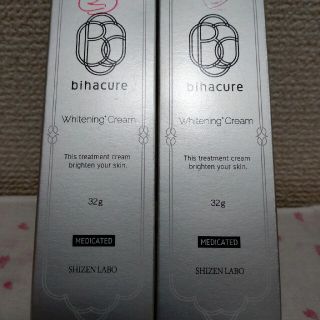 bihacure
Whitening* Cream
This treatment cream
brighten your skin.
32g
MEDICATED
SHIZEN LABO
bihacure
Whitening* Cream
This treatment cream
brighten your skin.
32g
MEDICATED
SHIZEN LABO